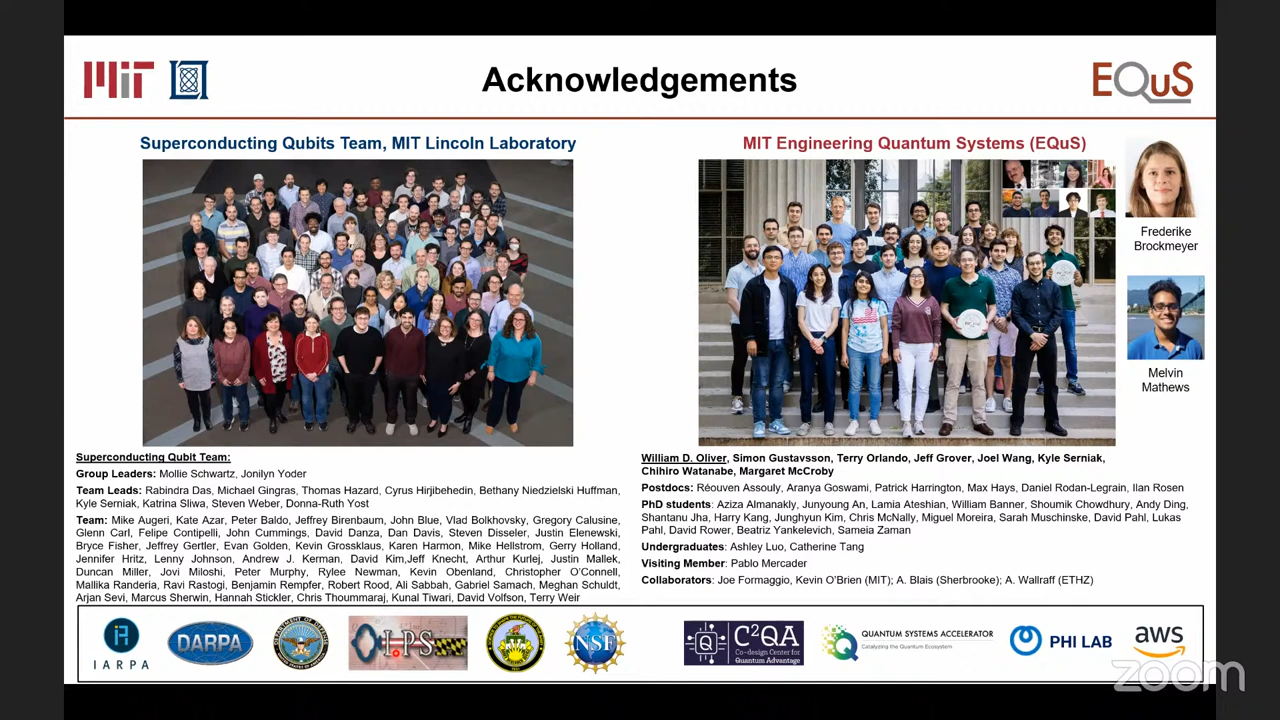 MIT
Acknowledgements
EQuS
Superconducting Qubits Team, MIT Lincoln Laboratory
MIT Engineering Quantum Systems (EQuS)
Frederike
Brockmeyer
Melvin
Mathews
Superconducting Qubit Team:
Group Leaders: Mollie Schwartz, Jonilyn Yoder
Team Leads: Rabindra Das, Michael Gingras, Thomas Hazard, Cyrus Hirjibehedin, Bethany Niedzielski Huffman,
Kyle Serniak, Katrina Sliwa, Steven Weber, Donna-Ruth Yost
Team: Mike Augeri, Kate Azar, Peter Baldo, Jeffrey Birenbaum, John Blue, Vlad Bolkhovsky, Gregory Calusine,
Glenn Carl, Felipe Contipelli, John Cummings, David Danza, Dan Davis, Steven Disseler, Justin Elenewski,
Bryce Fisher, Jeffrey Gertler, Evan Golden, Kevin Grossklaus, Karen Harmon, Mike Hellstrom, Gerry Holland,
Jennifer Hritz, Lenny Johnson, Andrew J. Kerman, David Kim,Jeff Knecht, Arthur Kurlej, Justin Mallek,
Duncan Miller, Jovi Miloshi, Peter Murphy, Rylee Newman, Kevin Obenland, Christopher O'Connell,
Mallika Randeria, Ravi Rastogi, Benjamin Rempfer, Robert Rood, Ali Sabbah, Gabriel Samach, Meghan Schuldt,
Arjan Sevi, Marcus Sherwin, Hannah Stickler, Chris Thoummaraj, Kunal Tiwari, David Volfson, Terry Weir
William D. Oliver, Simon Gustavsson, Terry Orlando, Jeff Grover, Joel Wang, Kyle Serniak,
Chihiro Watanabe, Margaret McCroby
Postdocs: Réouven Assouly, Aranya Goswami, Patrick Harrington, Max Hays, Daniel Rodan-Legrain, Ilan Rosen
PhD students: Aziza Almanakly, Junyoung An, Lamia Ateshian, William Banner, Shoumik Chowdhury, Andy Ding,
Shantanu Jha, Harry Kang, Junghyun Kim, Chris McNally, Miguel Moreira, Sarah Muschinske, David Pahl, Lukas
Pahl, David Rower, Beatriz Yankelevich, Sameia Zaman
Undergraduates: Ashley Luo, Catherine Tang
Visiting Member: Pablo Mercader
Collaborators: Joe Formaggio, Kevin O'Brien (MIT); A. Blais (Sherbrooke); A. Wallraff (ETHZ)
IARPA
DARPA
LPS
NSF
C²QA
Co-design Center for
Quantum Advantage
QUANTUM SYSTEMS ACCELERATOR
Catalyzing the Quantum Ecosystem
PHI LAB
aws
zoom